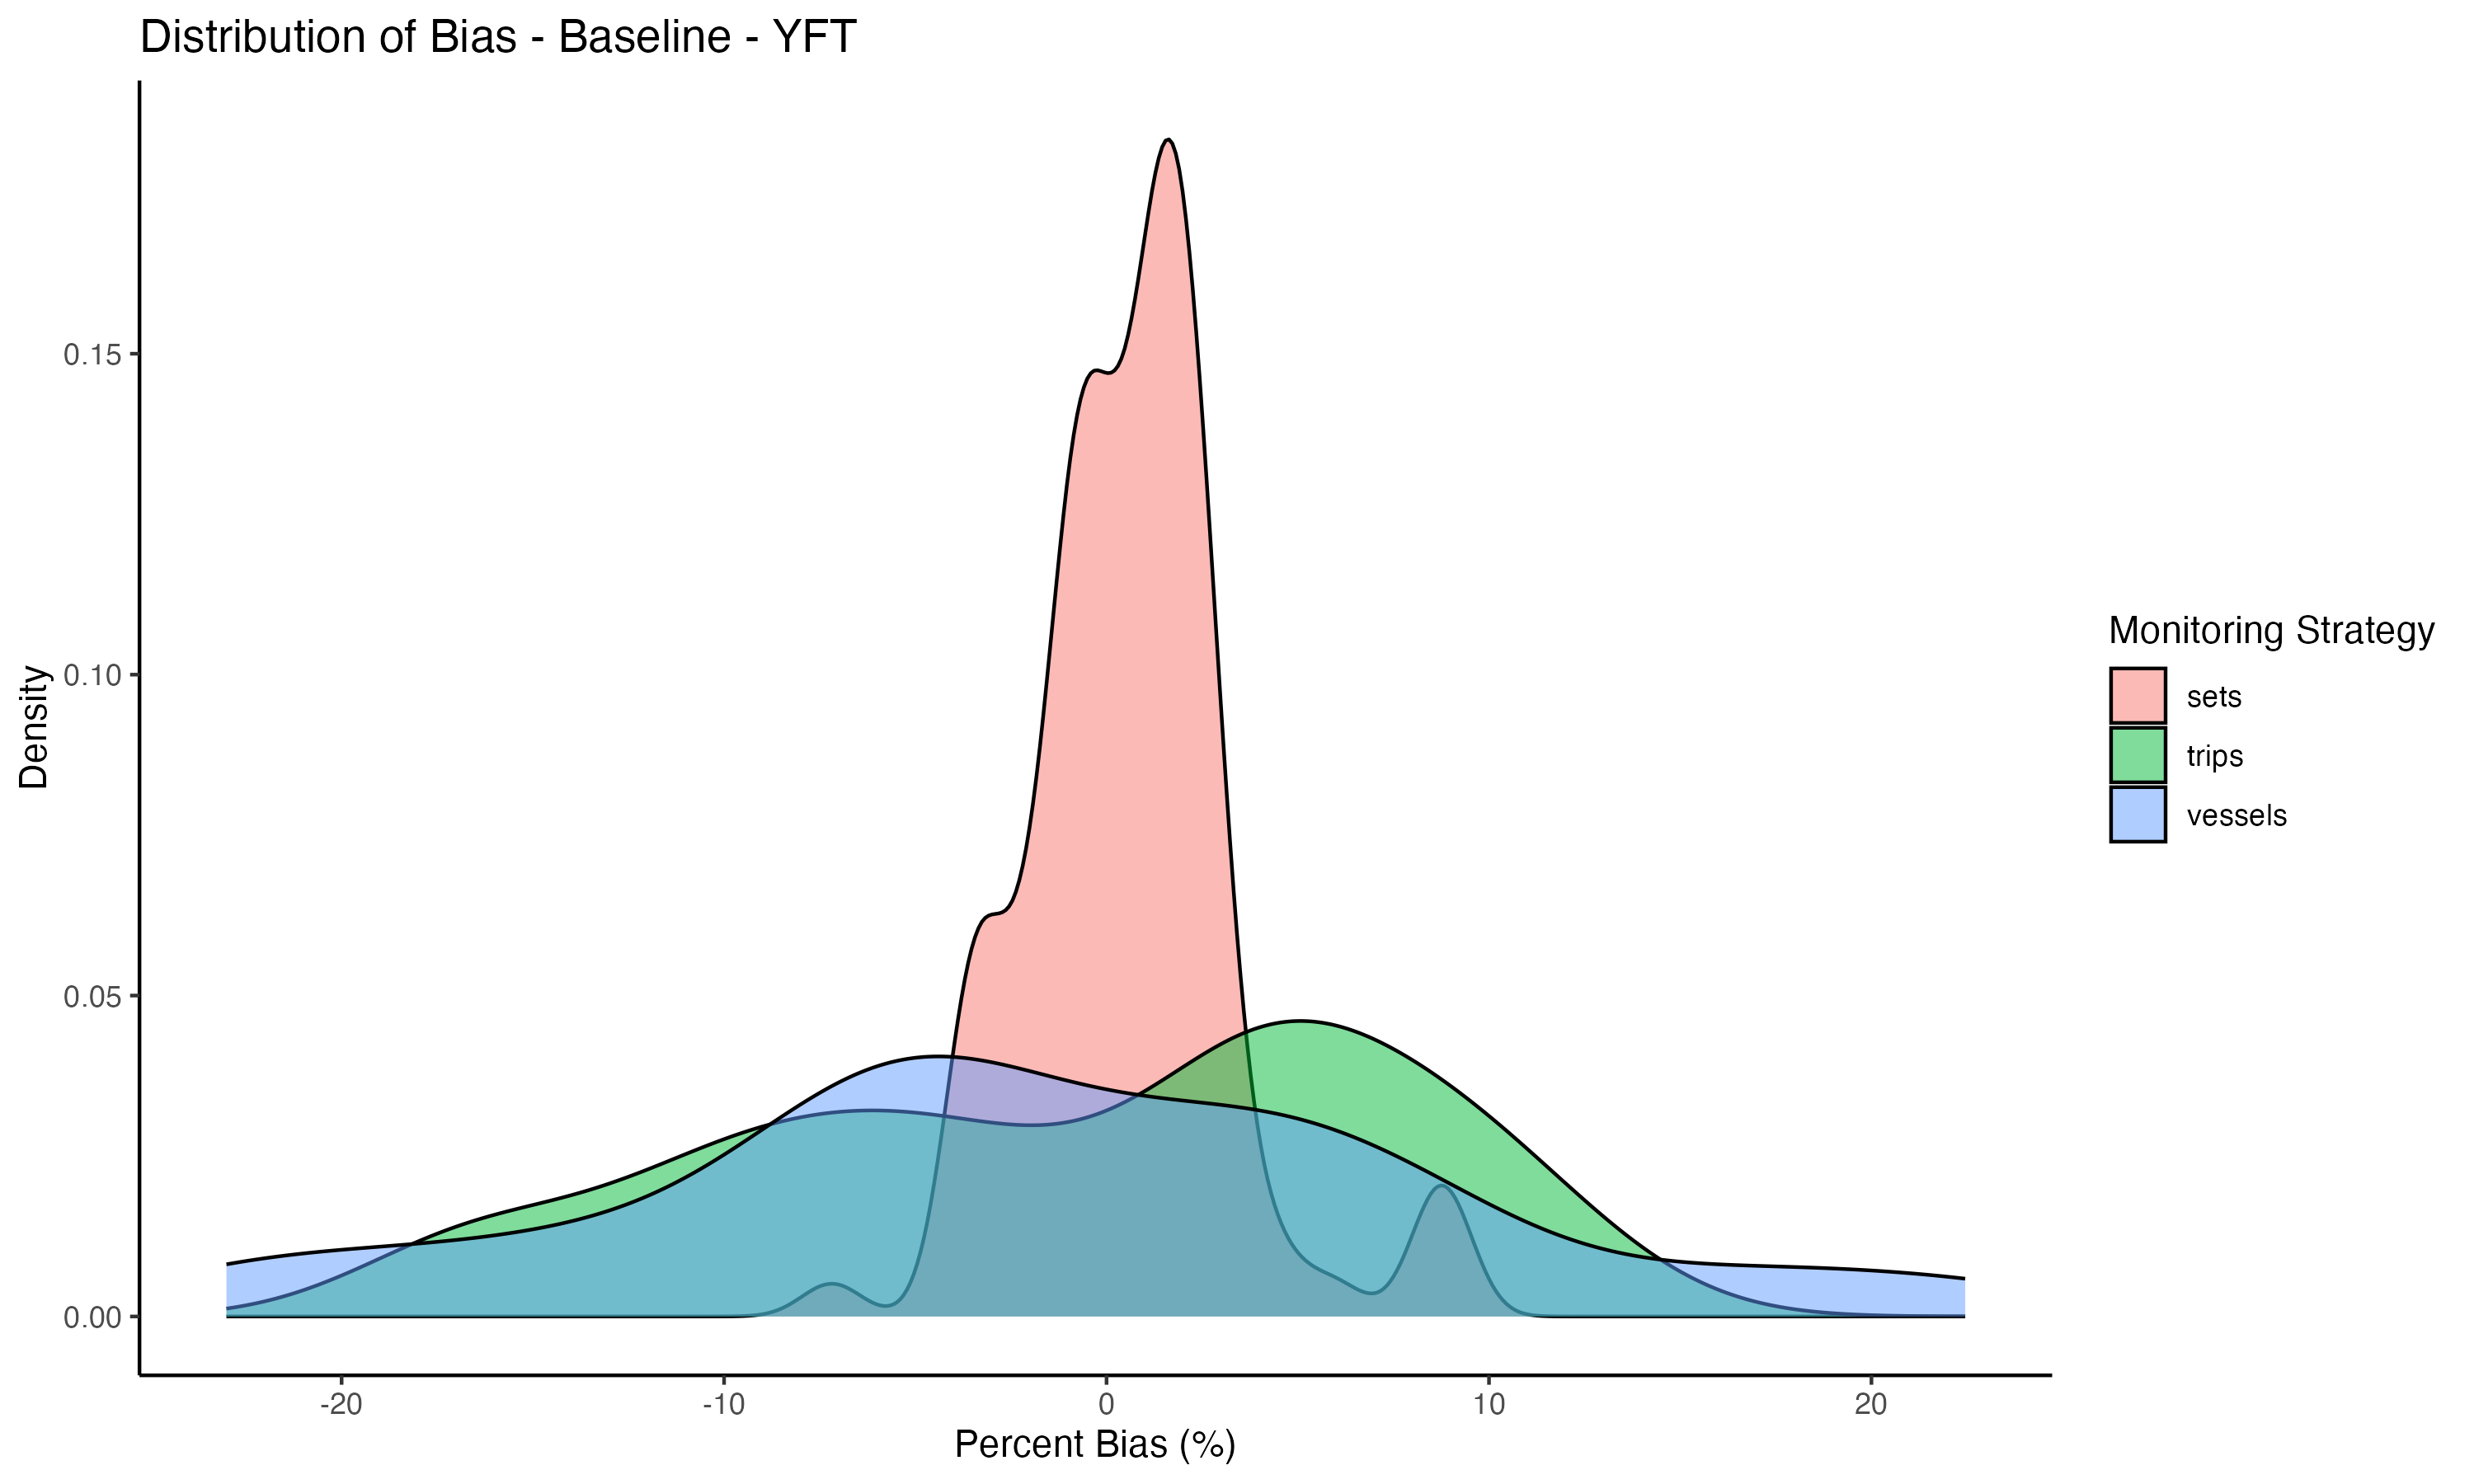 Distribution of Bias - Baseline - YFT
Density
0.15
0.10
0.05
0.00
-20
-10
0
10
20
Percent Bias (%)
Monitoring Strategy
sets
trips
vessels